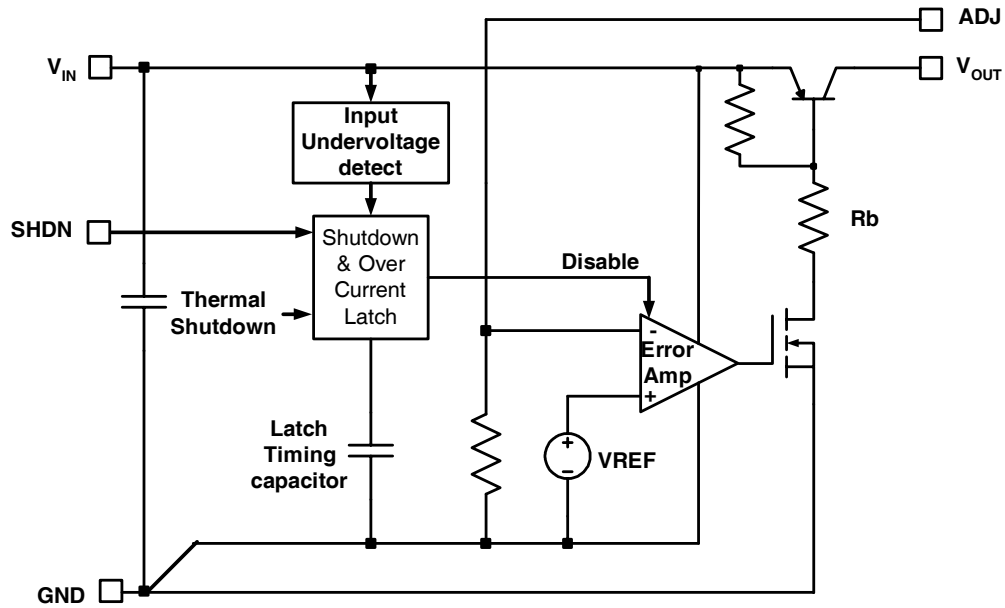 ADJ
V_IN
V_OUT
Input
Undervoltage
detect
SHDN
Shutdown
& Over
Current
Latch
Rb
Disable
Thermal
Shutdown
-
Error
Amp
+
Latch
Timing
capacitor
+
VREF
−
GND